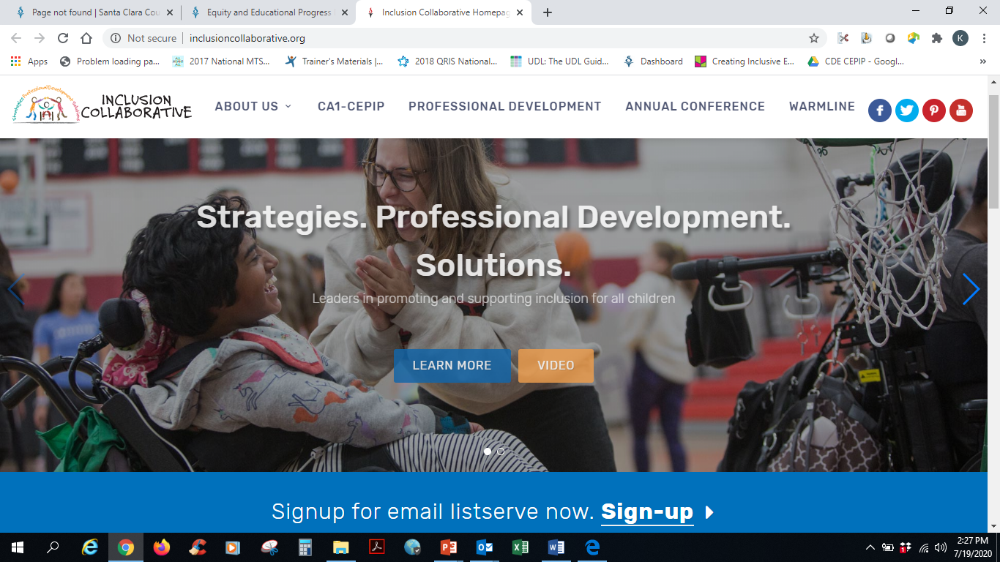 Page not found | Santa Clara Cou
Equity and Educational Progress
Inclusion Collaborative Homepag
Not secure | inclusioncollaborative.org
K
Apps
Problem loading pa...
2017 National MTS...
Trainer's Materials |...
2018 QRIS National...
UDL: The UDL Guid...
Dashboard
Creating Inclusive E...
CDE CEPIP - Googl...
»
Strategies Professional Development Solutions
INCLUSION
COLLABORATIVE
ABOUT US
CA1-CEPIP
PROFESSIONAL DEVELOPMENT
ANNUAL CONFERENCE
WARMLINE
Strategies. Professional Development.
Solutions.
Leaders in promoting and supporting inclusion for all children
LEARN MORE
VIDEO
Signup for email listserve now. Sign-up
2:27 PM
7/19/2020